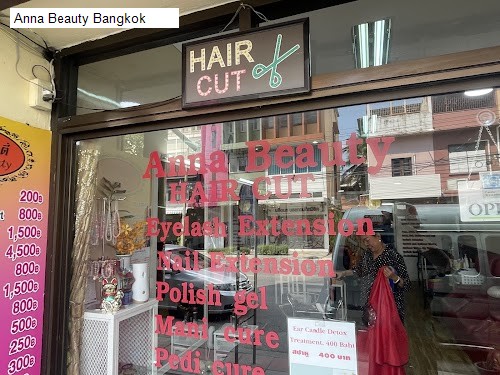 Anna Beauty Bangkok
HAIR
CUT
Anna Beauty
HAIR CUT
Eyelash Extension
Nail Extension
Polish gel
Mani cure
Pedi cure
OPE
Ear Candle Detox
Treatment, 400 Baht
400 บาท
200฿
800฿
1,500฿
4,500฿
800฿
1,500฿
800฿
500฿
250฿
300฿